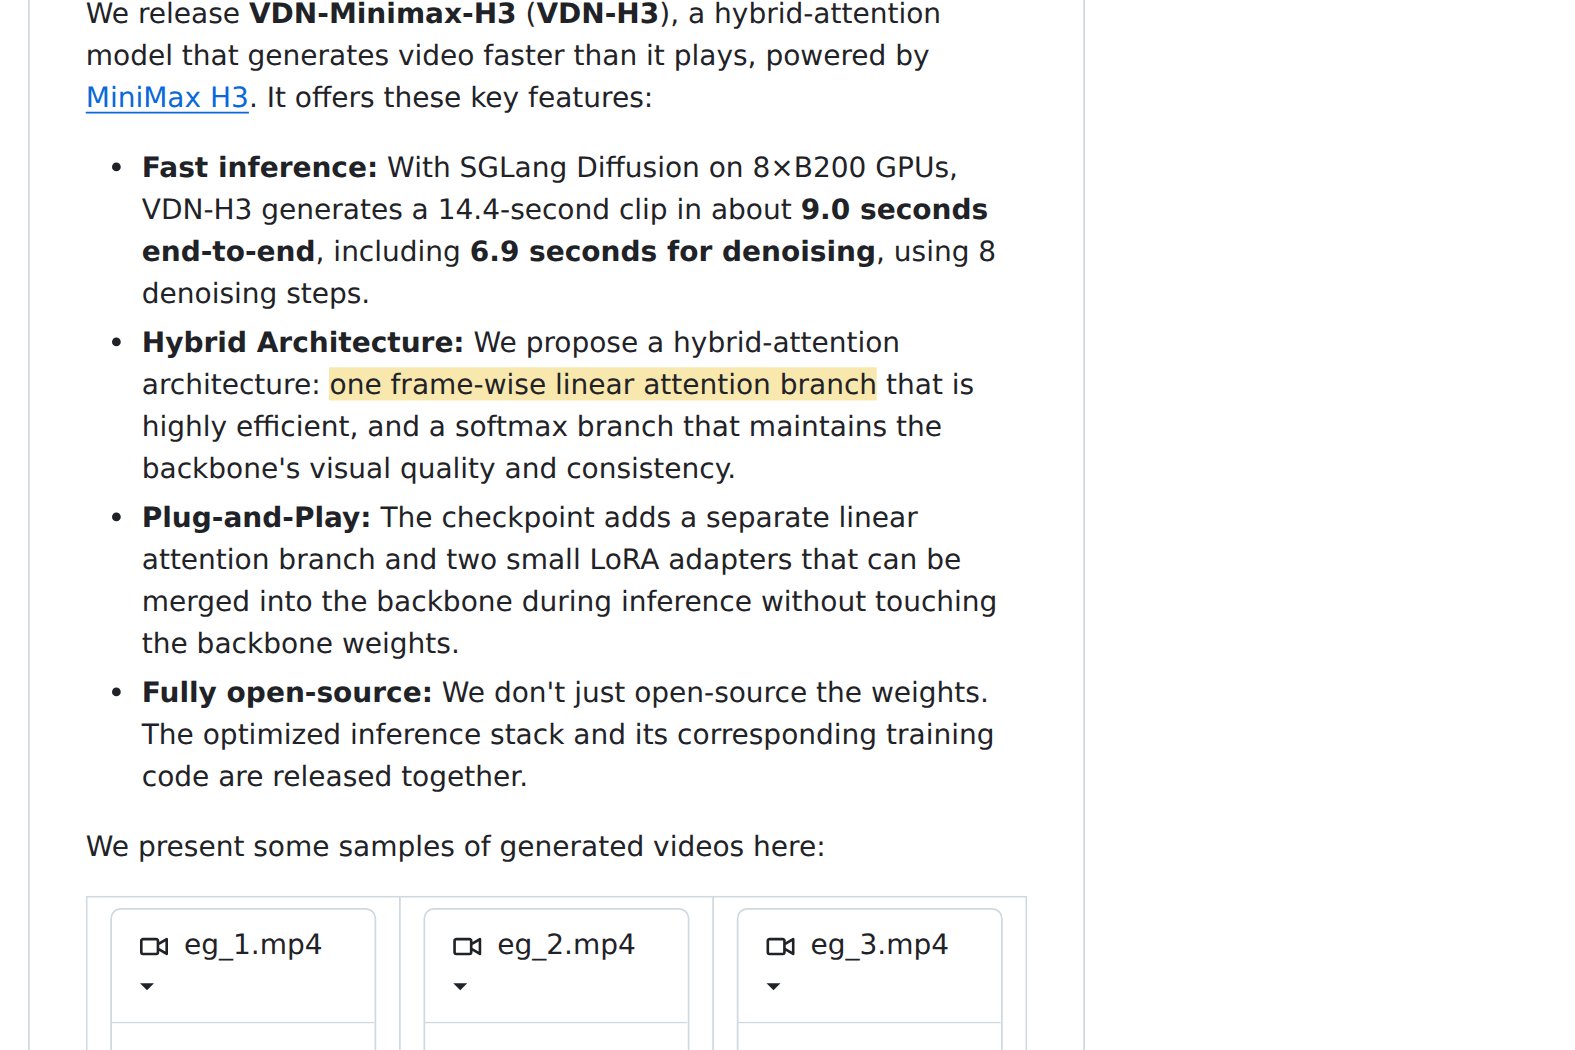 We release VDN-Minimax-H3 (VDN-H3), a hybrid-attention
model that generates video faster than it plays, powered by
MiniMax H3. It offers these key features:
• Fast inference: With SGLang Diffusion on 8×B200 GPUs,
VDN-H3 generates a 14.4-second clip in about 9.0 seconds
end-to-end, including 6.9 seconds for denoising, using 8
denoising steps.
• Hybrid Architecture: We propose a hybrid-attention
architecture: one frame-wise linear attention branch that is
highly efficient, and a softmax branch that maintains the
backbone's visual quality and consistency.
• Plug-and-Play: The checkpoint adds a separate linear
attention branch and two small LoRA adapters that can be
merged into the backbone during inference without touching
the backbone weights.
• Fully open-source: We don't just open-source the weights.
The optimized inference stack and its corresponding training
code are released together.
We present some samples of generated videos here:
eg_1.mp4 eg_2.mp4 eg_3.mp4